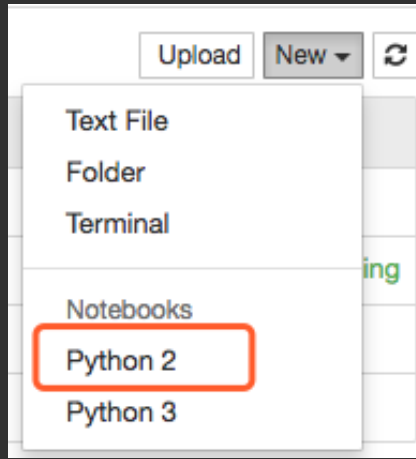 Upload New
Text File
Folder
Terminal
ing
Notebooks
Python 2
Python 3